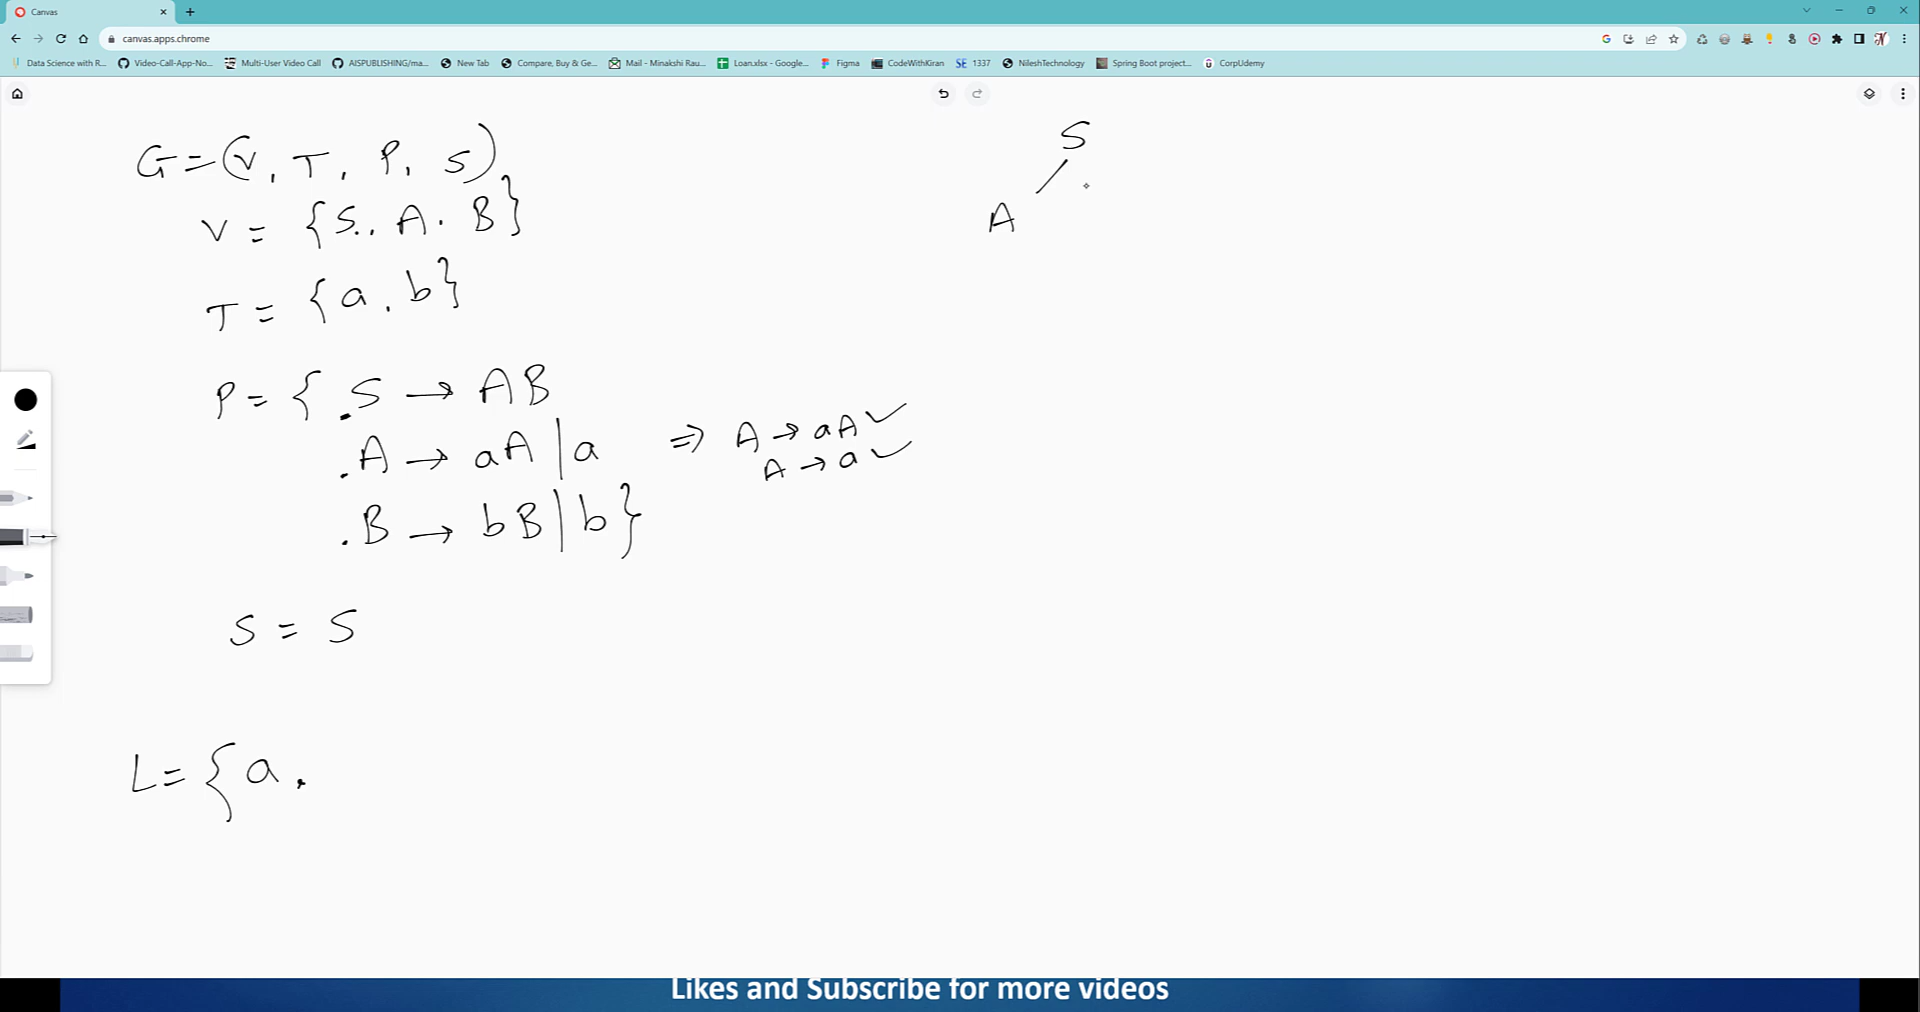 Canvas
canvas.apps.chrome
Data Science with R...
Video-Call-App-No...
Multi-User Video Call
AISPUBLISHING/ma...
New Tab
Compare, Buy & Ge...
Mail - Minakshi Rau...
Loan.xlsx - Google...
Figma
CodeWithKiran
SE 1337
NileshTechnology
Spring Boot project...
CorpUdemy
G=(V, T, P, S)
V = {S., A. B}
T = {a, b}
P = { .S → AB
.A → aA | a ⇒ A → aA ✓
A → a ✓
.B → bB | b}
S = S
L = { a .
S
A
Likes and Subscribe for more videos